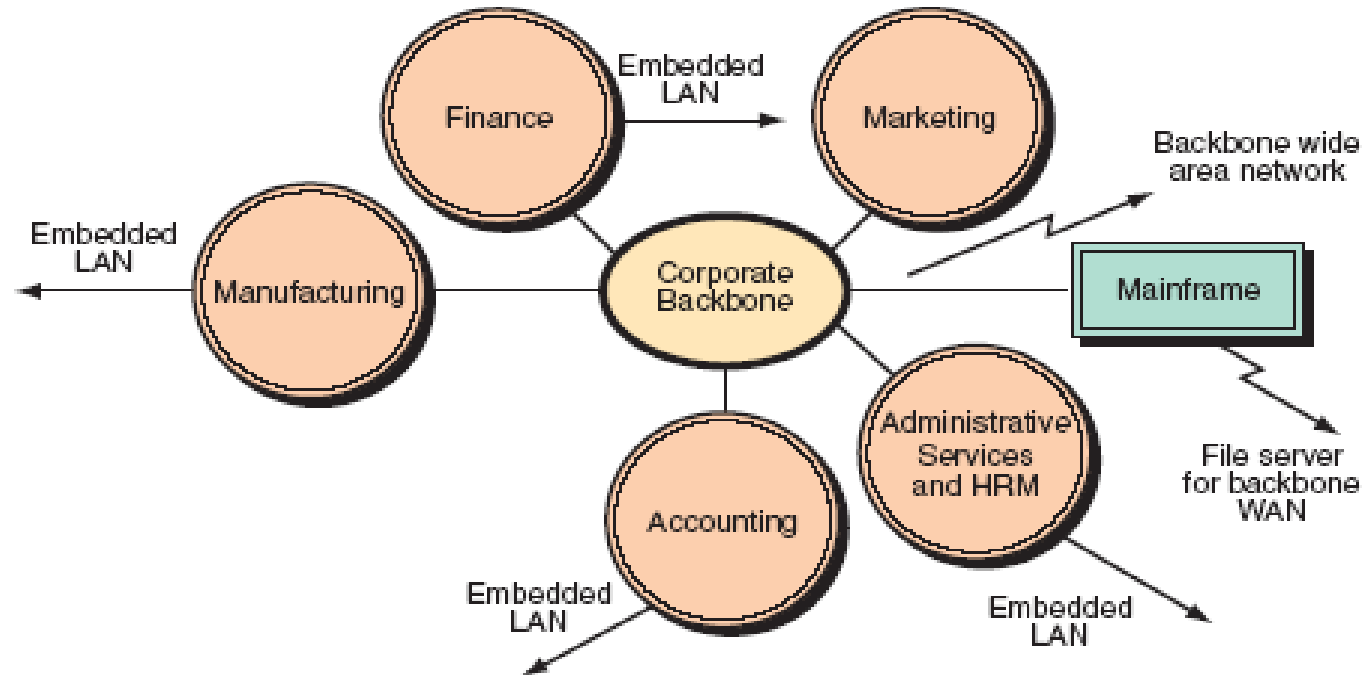 Embedded
LAN
Finance
Marketing
Backbone wide
area network
Embedded
LAN
Manufacturing
Corporate
Backbone
Mainframe
Administrative
Services
and HRM
File server
for backbone
WAN
Accounting
Embedded
LAN
Embedded
LAN